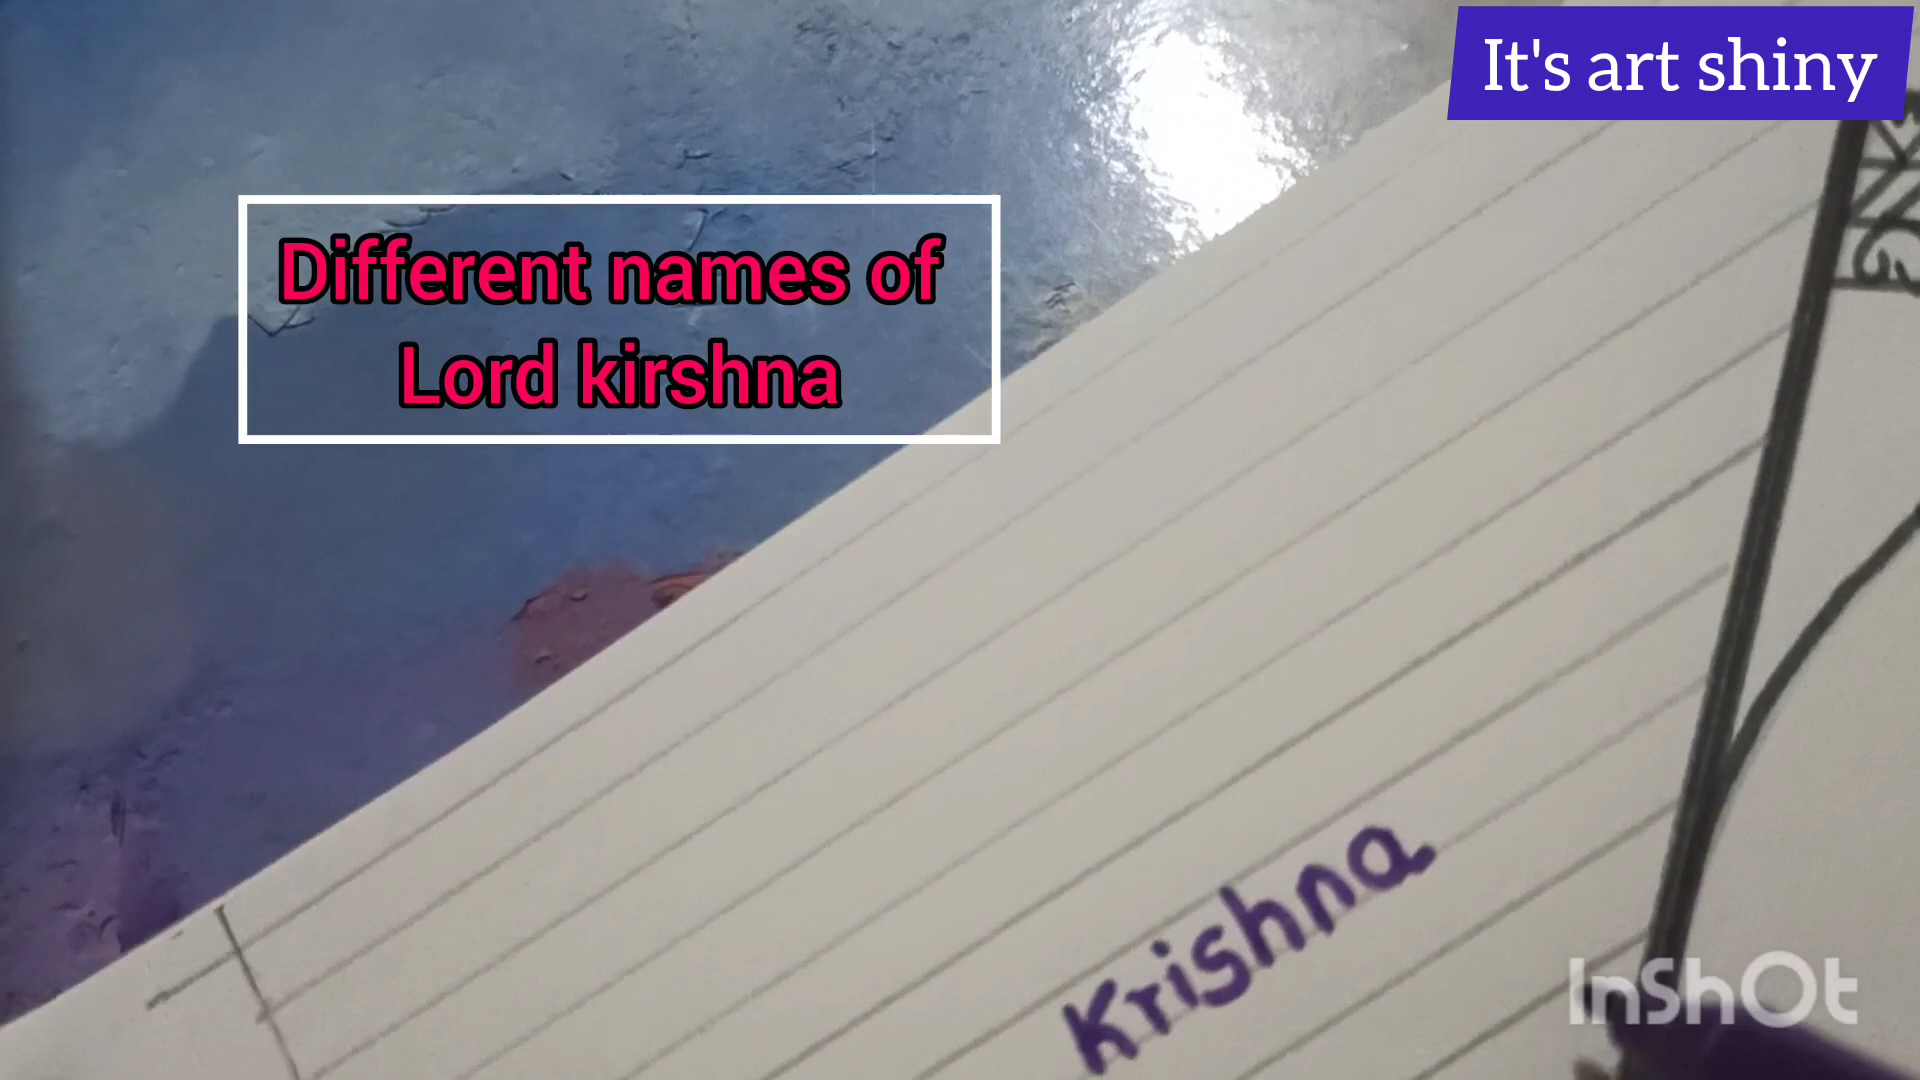 It's art shiny
Different names of
Lord kirshna
Krishna
InShOt